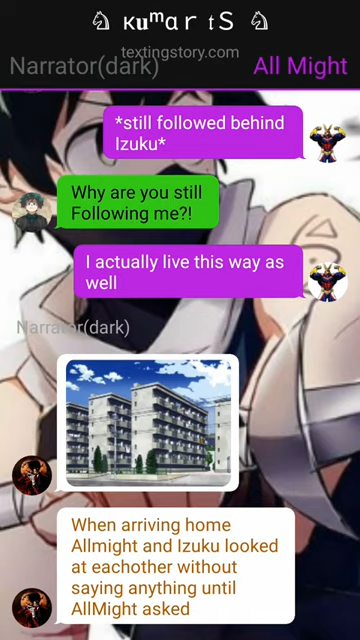 ♘ ĸυᵐɑꪹ tS ♘
textingstory.com
Narrator(dark) All Might
*still followed behind
Izuku*
Why are you still
Following me?!
I actually live this way as
well
Narrator(dark)
When arriving home
Allmight and Izuku looked
at eachother without
saying anything until
AllMight asked